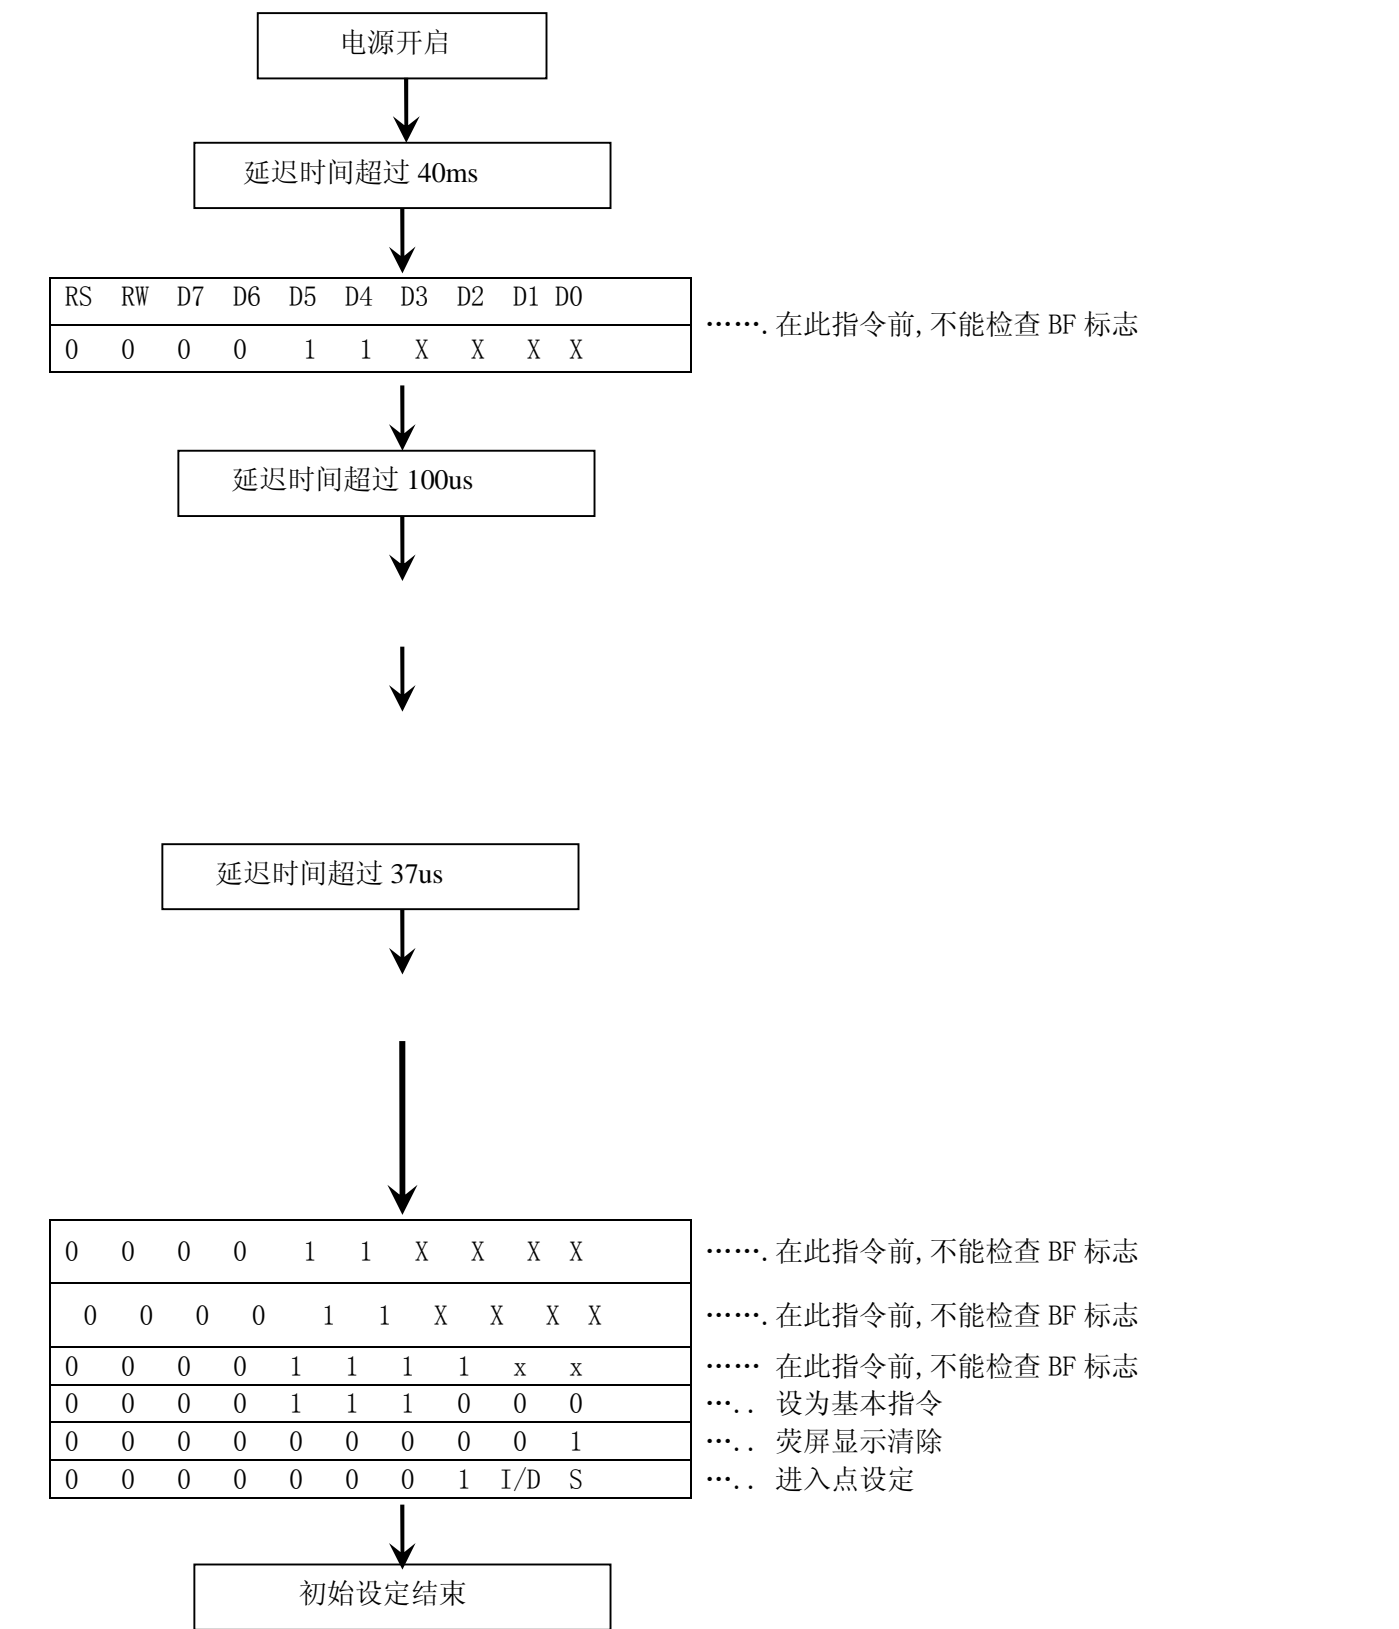 电源开启
延迟时间超过 40ms
RS RW D7 D6 D5 D4 D3 D2 D1 D0
0 0 0 0 1 1 X X X X
…….在此指令前,不能检查 BF 标志
延迟时间超过 100us
延迟时间超过 37us
0 0 0 0 1 1 X X X X …….在此指令前,不能检查 BF 标志
0 0 0 0 1 1 X X X X …….在此指令前,不能检查 BF 标志
0 0 0 0 1 1 1 1 x x …… 在此指令前,不能检查 BF 标志
0 0 0 0 1 1 1 0 0 0 ….. 设为基本指令
0 0 0 0 0 0 0 0 0 1 ….. 荧屏显示清除
0 0 0 0 0 0 0 1 I/D S ….. 进入点设定
初始设定结束